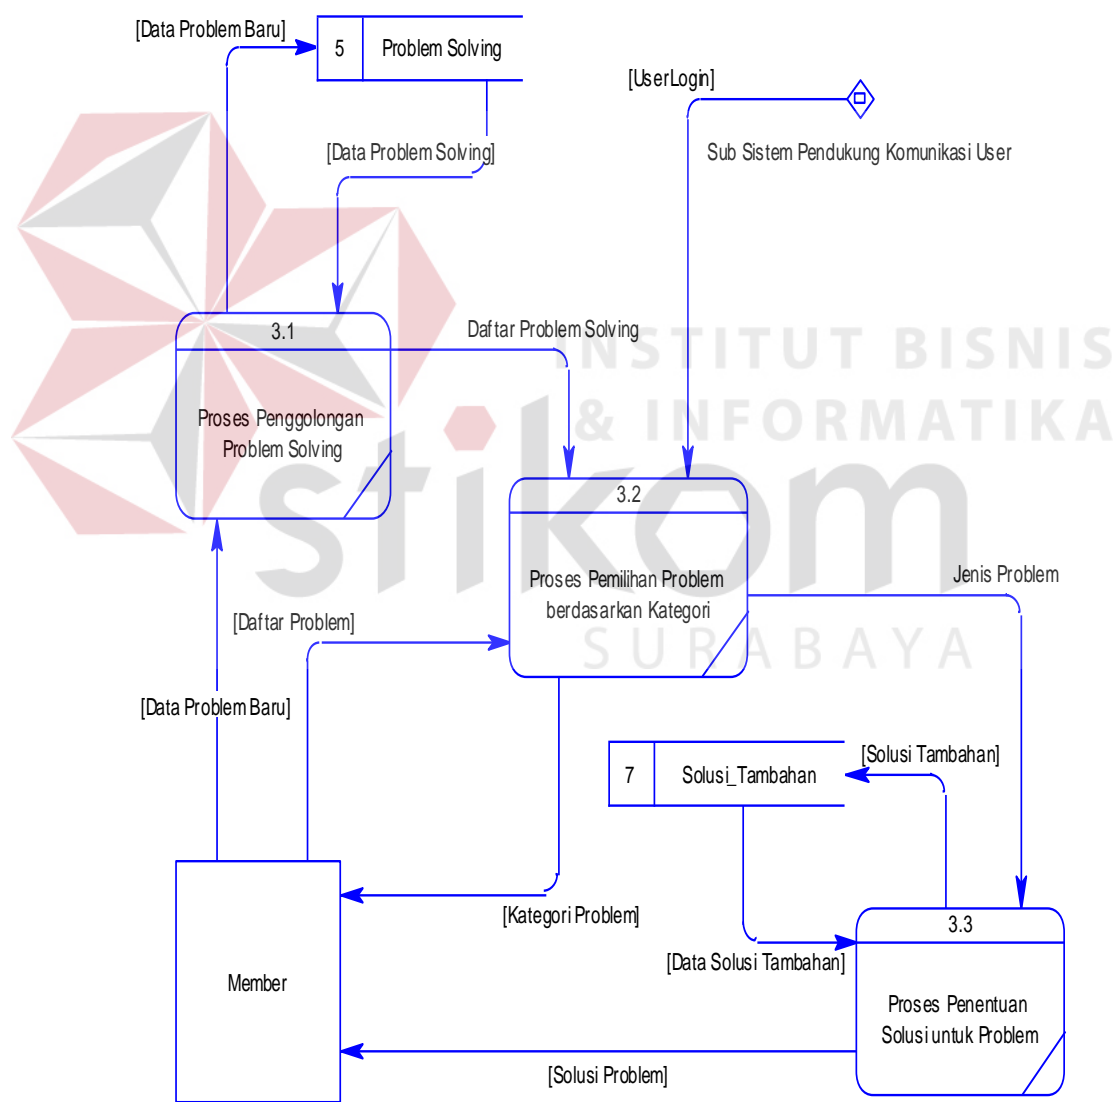 [Data Problem Baru]
5
Problem Solving
[UserLogin]
[Data Problem Solving]
Sub Sistem Pendukung Komunikasi User
3.1
Daftar Problem Solving
INSTITUT BISNIS
& INFORMATIKA
Proses Penggolongan
Problem Solving
stikom
3.2
Proses Pemilihan Problem
berdasarkan Kategori
Jenis Problem
[Daftar Problem]
SURABAYA
[Data Problem Baru]
7
Solusi_Tambahan
[Solusi Tambahan]
[Kategori Problem]
3.3
[Data Solusi Tambahan]
Member
Proses Penentuan
Solusi untuk Problem
[Solusi Problem]